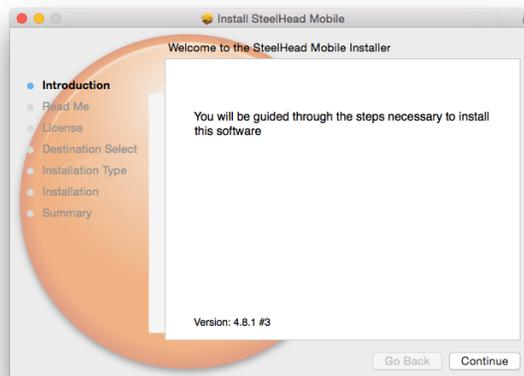 Install SteelHead Mobile
Welcome to the SteelHead Mobile Installer
Introduction
Read Me
License
Destination Select
Installation Type
Installation
Summary
You will be guided through the steps necessary to install
this software
Version: 4.8.1 #3
Go Back
Continue